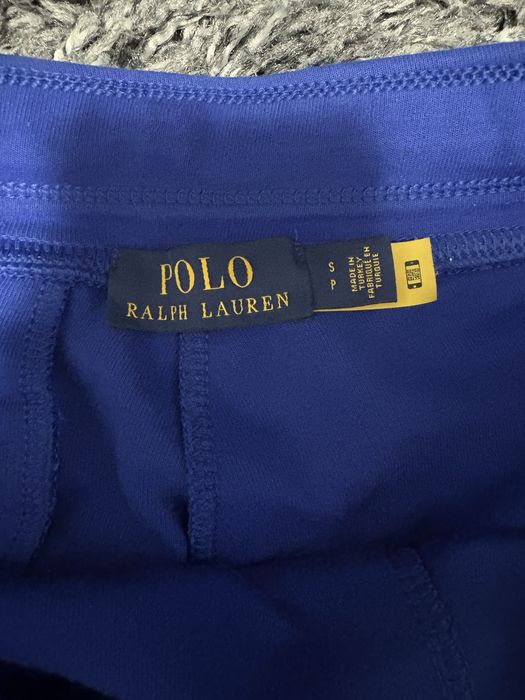 POLO
RALPH LAUREN
S
P
MADE IN
TURKEY
FABRIQUÉ EN
TURQUIE